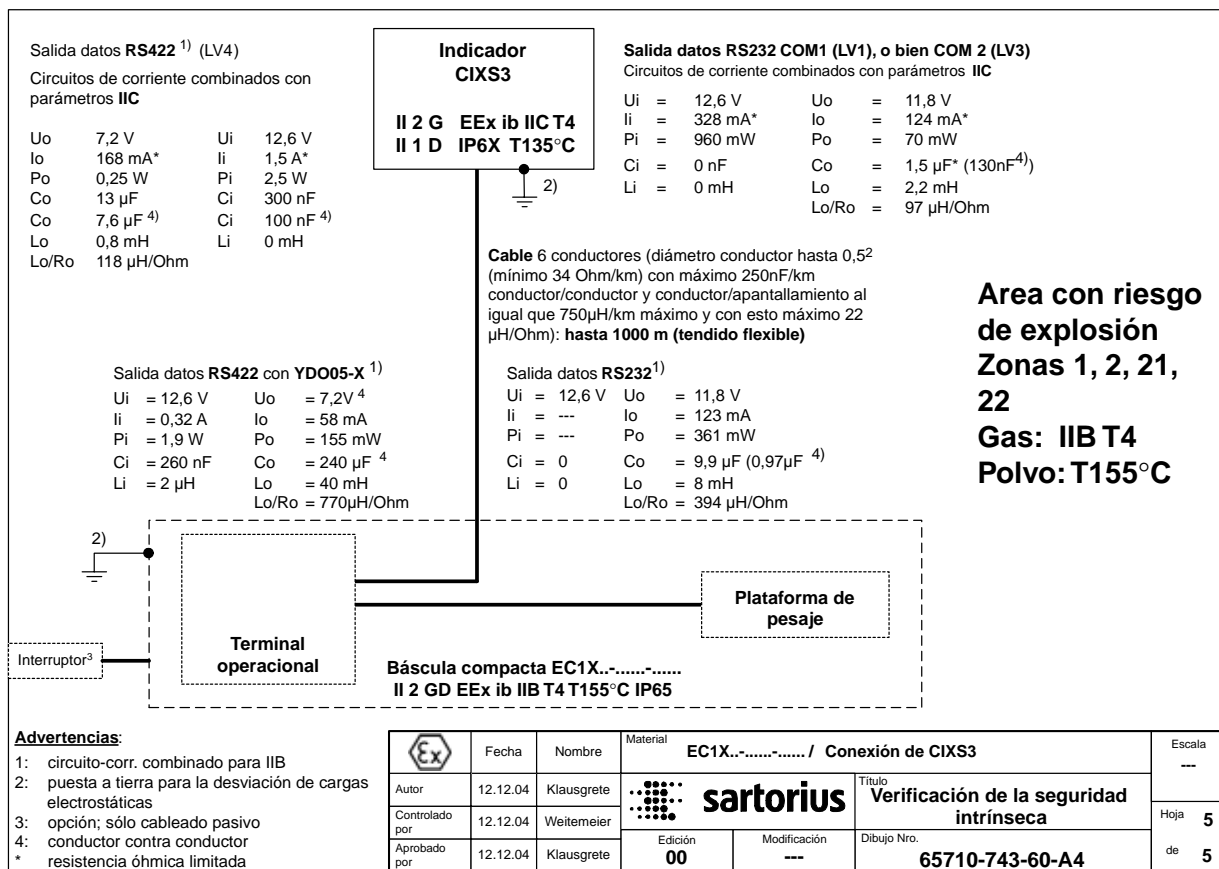 Salida datos RS422 1) (LV4)
Circuitos de corriente combinados con
parámetros IIC
Uo 7,2 V Ui 12,6 V
Io 168 mA* Ii 1,5 A*
Po 0,25 W Pi 2,5 W
Co 13 µF Ci 300 nF
Co 7,6 µF 4) Ci 100 nF 4)
Lo 0,8 mH Li 0 mH
Lo/Ro 118 µH/Ohm
Indicador
CIXS3
II 2 G EEx ib IIC T4
II 1 D IP6X T135°C
2)
Salida datos RS232 COM1 (LV1), o bien COM 2 (LV3)
Circuitos de corriente combinados con parámetros IIC
Ui = 12,6 V Uo = 11,8 V
Ii = 328 mA* Io = 124 mA*
Pi = 960 mW Po = 70 mW
Ci = 0 nF Co = 1,5 µF* (130nF4))
Li = 0 mH Lo = 2,2 mH
Lo/Ro = 97 µH/Ohm
Cable 6 conductores (diámetro conductor hasta 0,52
(mínimo 34 Ohm/km) con máximo 250nF/km
conductor/conductor y conductor/apantallamiento al
igual que 750µH/km máximo y con esto máximo 22
µH/Ohm): hasta 1000 m (tendido flexible)
Area con riesgo
de explosión
Zonas 1, 2, 21,
22
Gas: IIB T4
Polvo: T155°C
Salida datos RS422 con YDO05-X 1)
Ui = 12,6 V Uo = 7,2V 4
Ii = 0,32 A Io = 58 mA
Pi = 1,9 W Po = 155 mW
Ci = 260 nF Co = 240 µF 4
Li = 2 µH Lo = 40 mH
Lo/Ro = 770µH/Ohm
Salida datos RS232 1)
Ui = 12,6 V Uo = 11,8 V
Ii = --- Io = 123 mA
Pi = --- Po = 361 mW
Ci = 0 Co = 9,9 µF (0,97µF 4)
Li = 0 Lo = 8 mH
Lo/Ro = 394 µH/Ohm
2)
Terminal
operacional
Plataforma de
pesaje
Interruptor3
Báscula compacta EC1X..-......-......
II 2 GD EEx ib IIB T4 T155°C IP65
Advertencias:
1: circuito-corr. combinado para IIB
2: puesta a tierra para la desviación de cargas
electrostáticas
3: opción; sólo cableado pasivo
4: conductor contra conductor
* resistencia óhmica limitada
Ex
Fecha Nombre
Autor 12.12.04 Klausgrete
Controlado
por 12.12.04 Weitemeier
Aprobado
por 12.12.04 Klausgrete
Material
EC1X..-......-...... / Conexión de CIXS3
sartorius
Título
Verificación de la seguridad
intrínseca
Edición
00
Modificación
---
Dibujo Nro.
65710-743-60-A4
Escala
---
Hoja 5
de 5